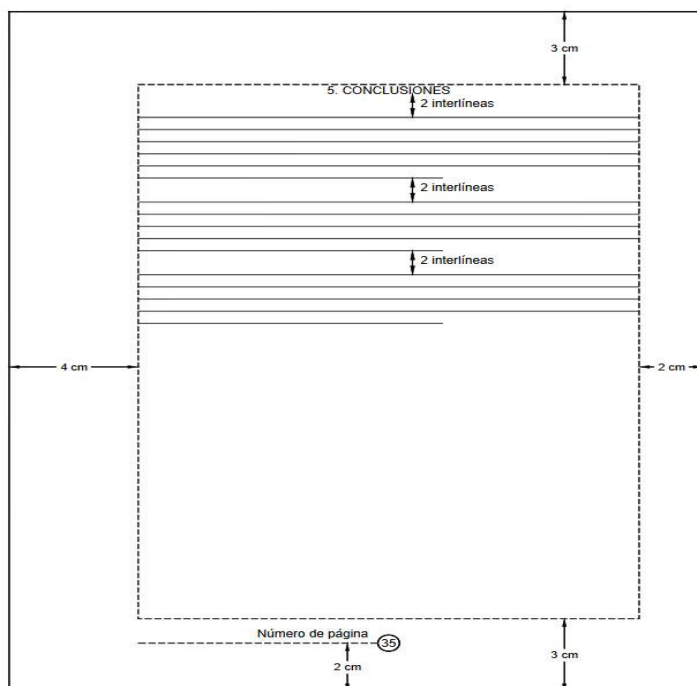 3 cm
5. CONCLUSIONES
2 interlíneas
2 interlíneas
2 interlíneas
4 cm
2 cm
Número de página
35
3 cm
2 cm